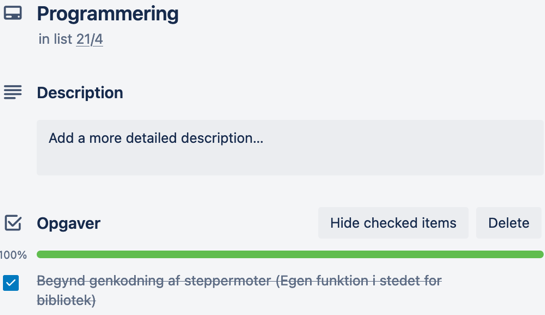 Programmering
in list 21/4
Description
Add a more detailed description...
Opgaver
Hide checked items
Delete
100%
Begynd genkodning af steppermoter (Egen funktion i stedet for
bibliotek)